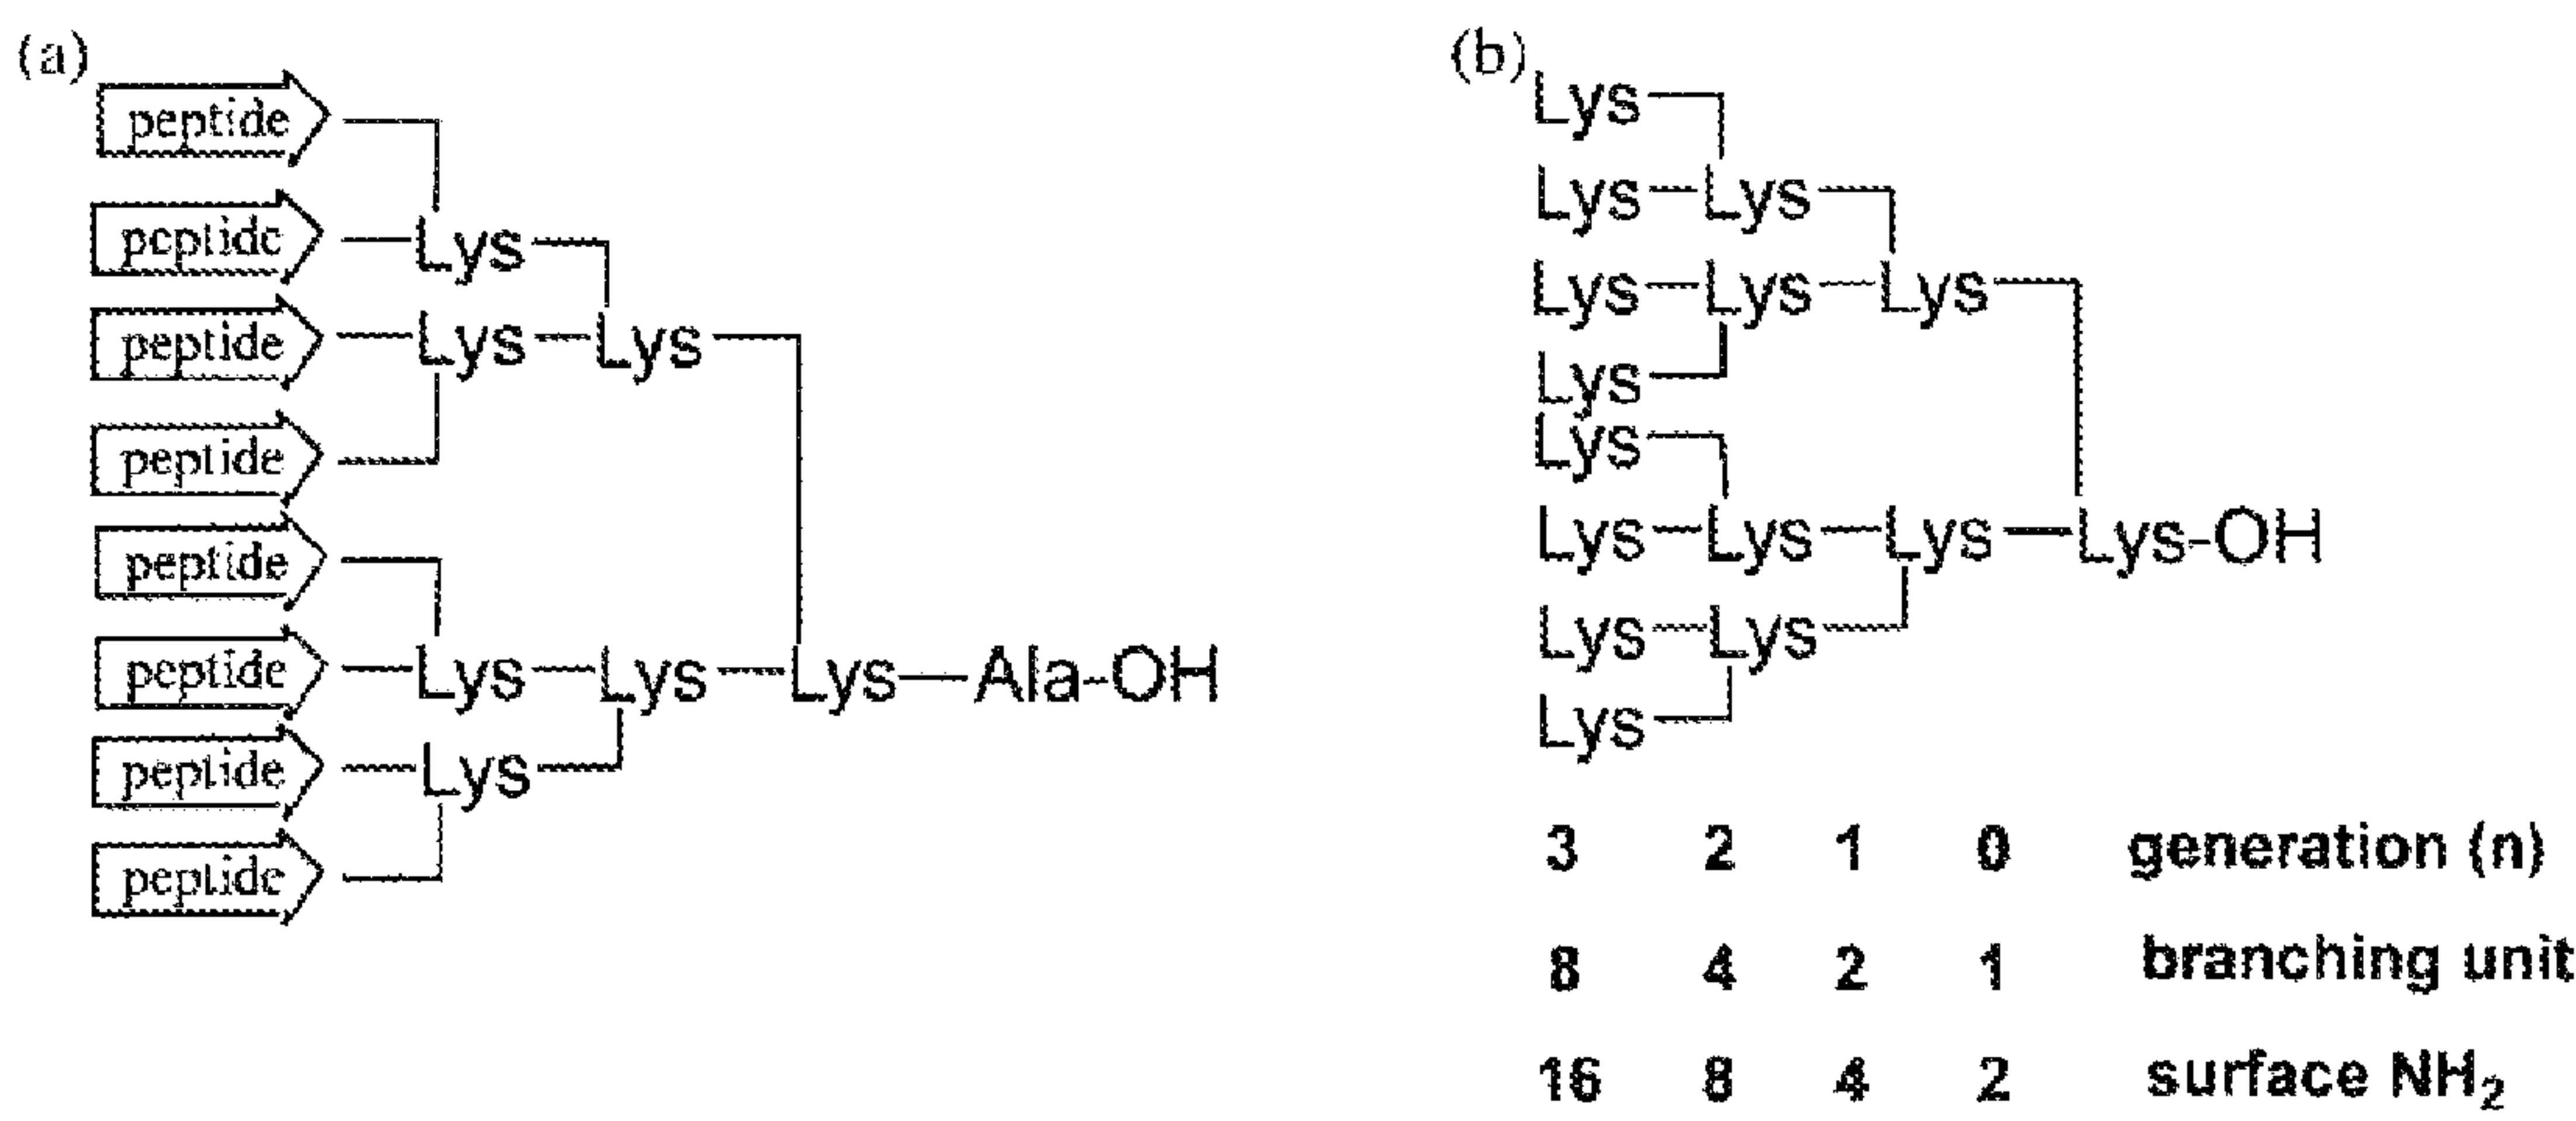 (a)
peptide
peptide
Lys
peptide
Lys
Lys
peptide
peptide
peptide
Lys
Lys
Lys
Ala-OH
peptide
Lys
peptide
(b)
Lys
Lys
Lys
Lys
Lys
Lys
Lys
Lys
Lys
Lys
Lys
Lys-OH
Lys
Lys
Lys
3 2 1 0 generation (n)
8 4 2 1 branching unit
16 8 4 2 surface NH₂